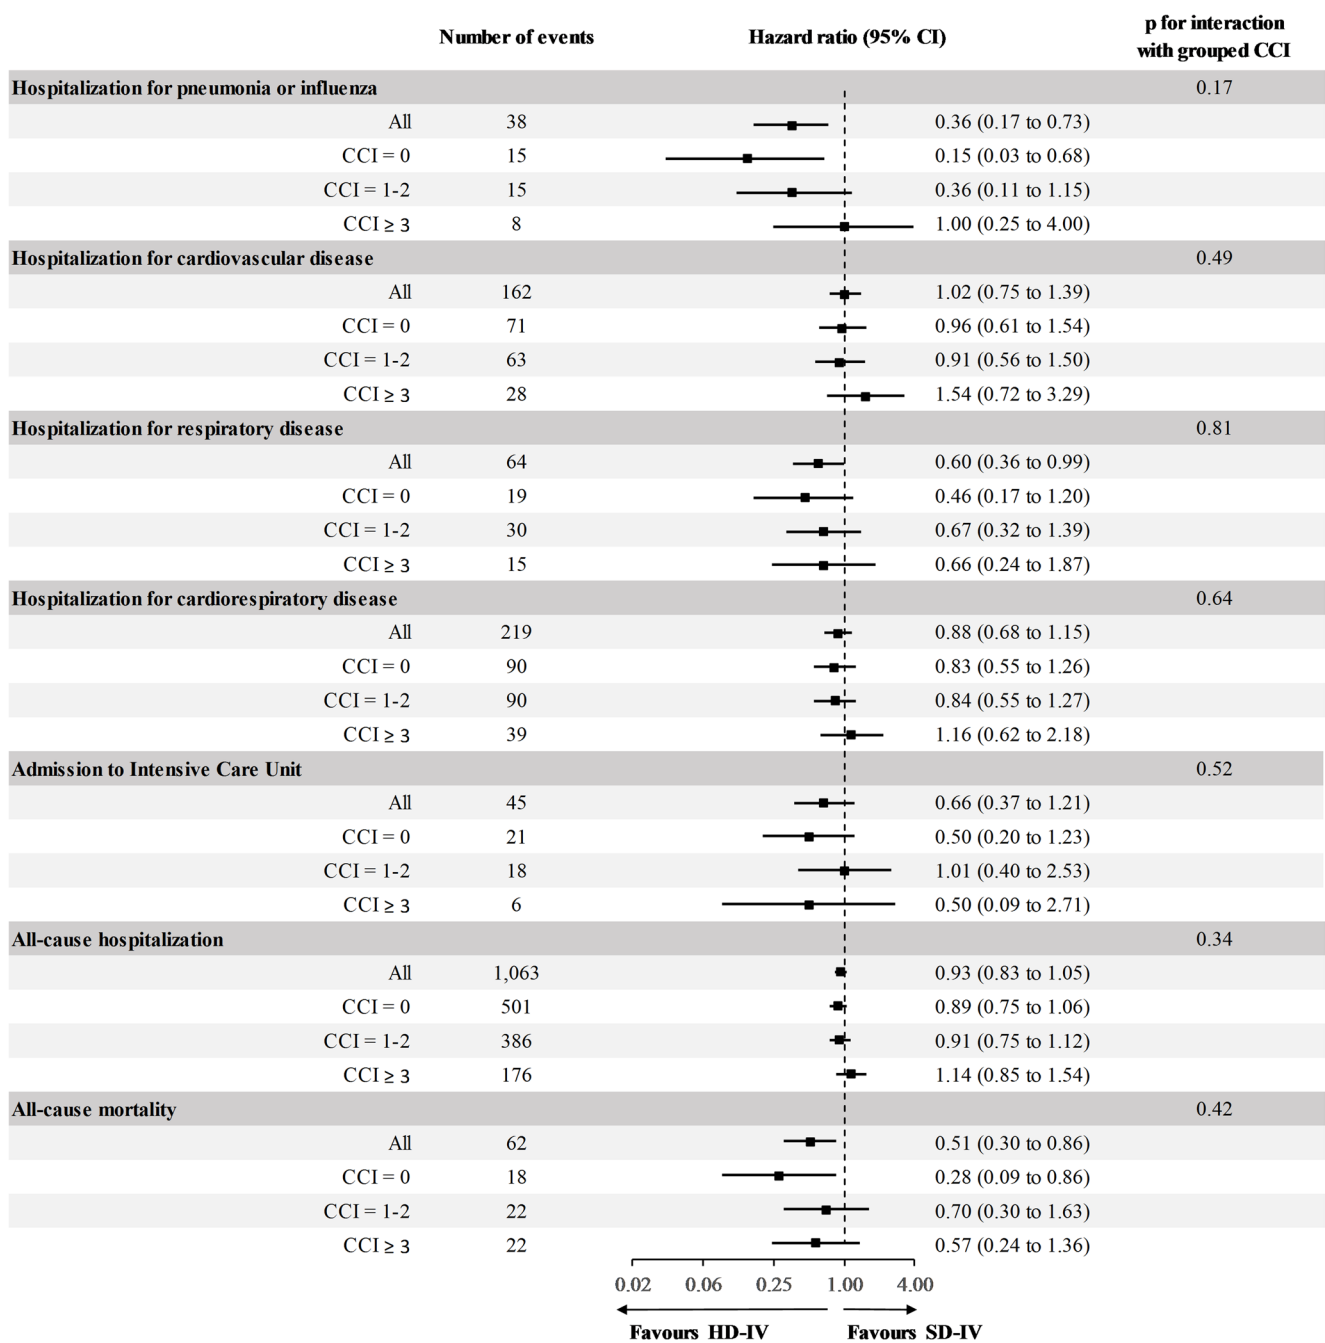 Number of events Hazard ratio (95% CI) p for interaction
with grouped CCI
Hospitalization for pneumonia or influenza 0.17
All 38 0.36 (0.17 to 0.73)
CCI = 0 15 0.15 (0.03 to 0.68)
CCI = 1-2 15 0.36 (0.11 to 1.15)
CCI ≥ 3 8 1.00 (0.25 to 4.00)
Hospitalization for cardiovascular disease 0.49
All 162 1.02 (0.75 to 1.39)
CCI = 0 71 0.96 (0.61 to 1.54)
CCI = 1-2 63 0.91 (0.56 to 1.50)
CCI ≥ 3 28 1.54 (0.72 to 3.29)
Hospitalization for respiratory disease 0.81
All 64 0.60 (0.36 to 0.99)
CCI = 0 19 0.46 (0.17 to 1.20)
CCI = 1-2 30 0.67 (0.32 to 1.39)
CCI ≥ 3 15 0.66 (0.24 to 1.87)
Hospitalization for cardiorespiratory disease 0.64
All 219 0.88 (0.68 to 1.15)
CCI = 0 90 0.83 (0.55 to 1.26)
CCI = 1-2 90 0.84 (0.55 to 1.27)
CCI ≥ 3 39 1.16 (0.62 to 2.18)
Admission to Intensive Care Unit 0.52
All 45 0.66 (0.37 to 1.21)
CCI = 0 21 0.50 (0.20 to 1.23)
CCI = 1-2 18 1.01 (0.40 to 2.53)
CCI ≥ 3 6 0.50 (0.09 to 2.71)
All-cause hospitalization 0.34
All 1,063 0.93 (0.83 to 1.05)
CCI = 0 501 0.89 (0.75 to 1.06)
CCI = 1-2 386 0.91 (0.75 to 1.12)
CCI ≥ 3 176 1.14 (0.85 to 1.54)
All-cause mortality 0.42
All 62 0.51 (0.30 to 0.86)
CCI = 0 18 0.28 (0.09 to 0.86)
CCI = 1-2 22 0.70 (0.30 to 1.63)
CCI ≥ 3 22 0.57 (0.24 to 1.36)
0.02 0.06 0.25 1.00 4.00
Favours HD-IV Favours SD-IV